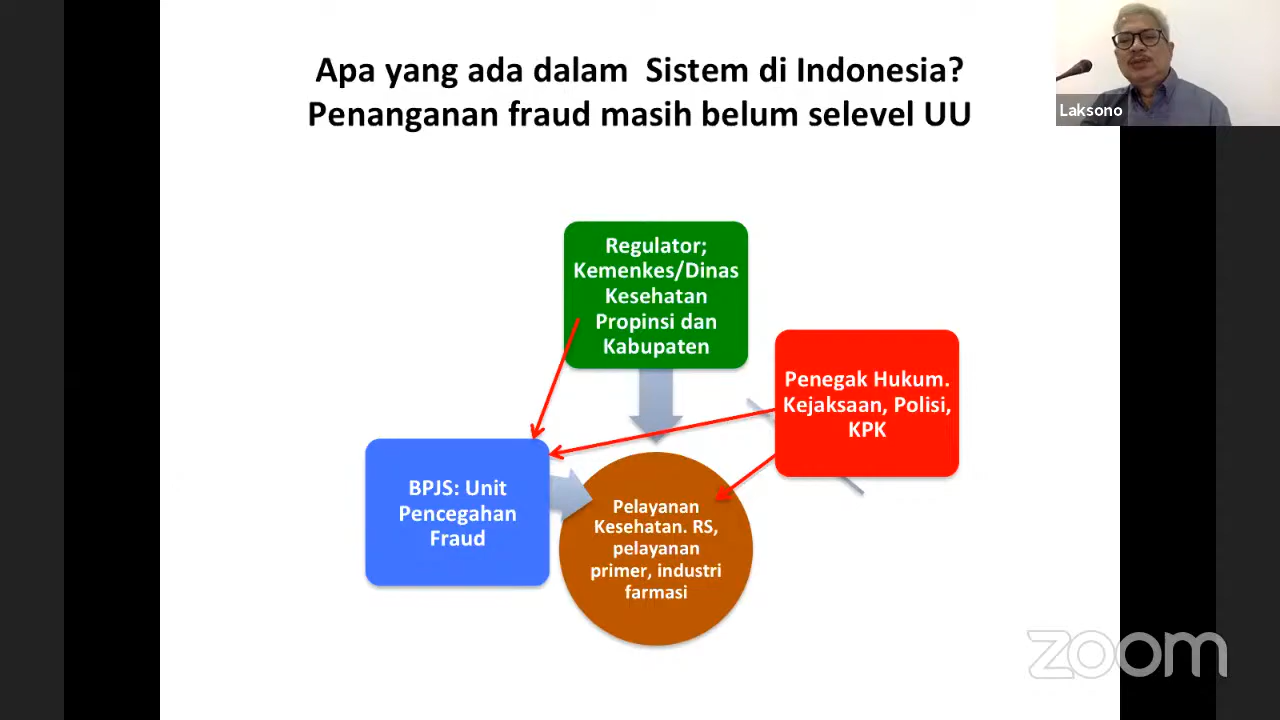 Apa yang ada dalam  Sistem di Indonesia?
Penanganan fraud masih belum selevel UU
Laksono
Regulator;
Kemenkes/Dinas
Kesehatan
Propinsi dan
Kabupaten
Penegak Hukum.
Kejaksaan, Polisi,
KPK
BPJS: Unit
Pencegahan
Fraud
Pelayanan
Kesehatan. RS,
pelayanan
primer, industri
farmasi
zoom